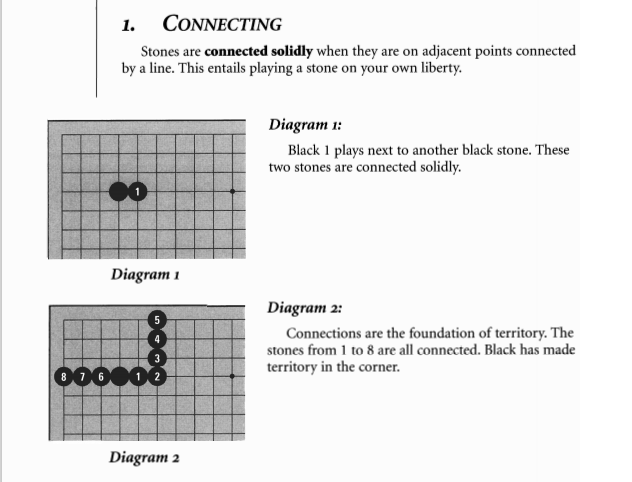 1. CONNECTING
Stones are connected solidly when they are on adjacent points connected
by a line. This entails playing a stone on your own liberty.
Diagram 1:
Black 1 plays next to another black stone. These
two stones are connected solidly.
1
Diagram 1
Diagram 2:
Connections are the foundation of territory. The
stones from 1 to 8 are all connected. Black has made
territory in the corner.
5
4
3
8 7 6 1 2
Diagram 2